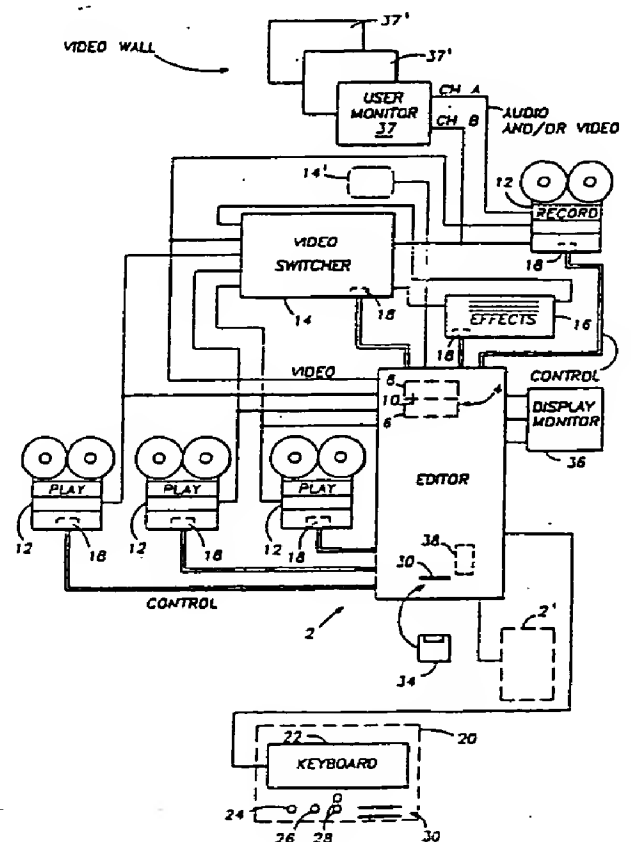 37'
37'
VIDEO WALL
USER
MONITOR
37
CH A
CH B
AUDIO
AND/OR VIDEO
14'
12
RECORD
18
VIDEO
SWITCHER
18
14
EFFECTS
16
18
CONTROL
VIDEO
8
10
4
6
DISPLAY
MONITOR
36
EDITOR
PLAY
12
18
PLAY
12
18
PLAY
12
18
38
30
CONTROL
2
34
2'
20
22
KEYBOARD
24
26
28
30